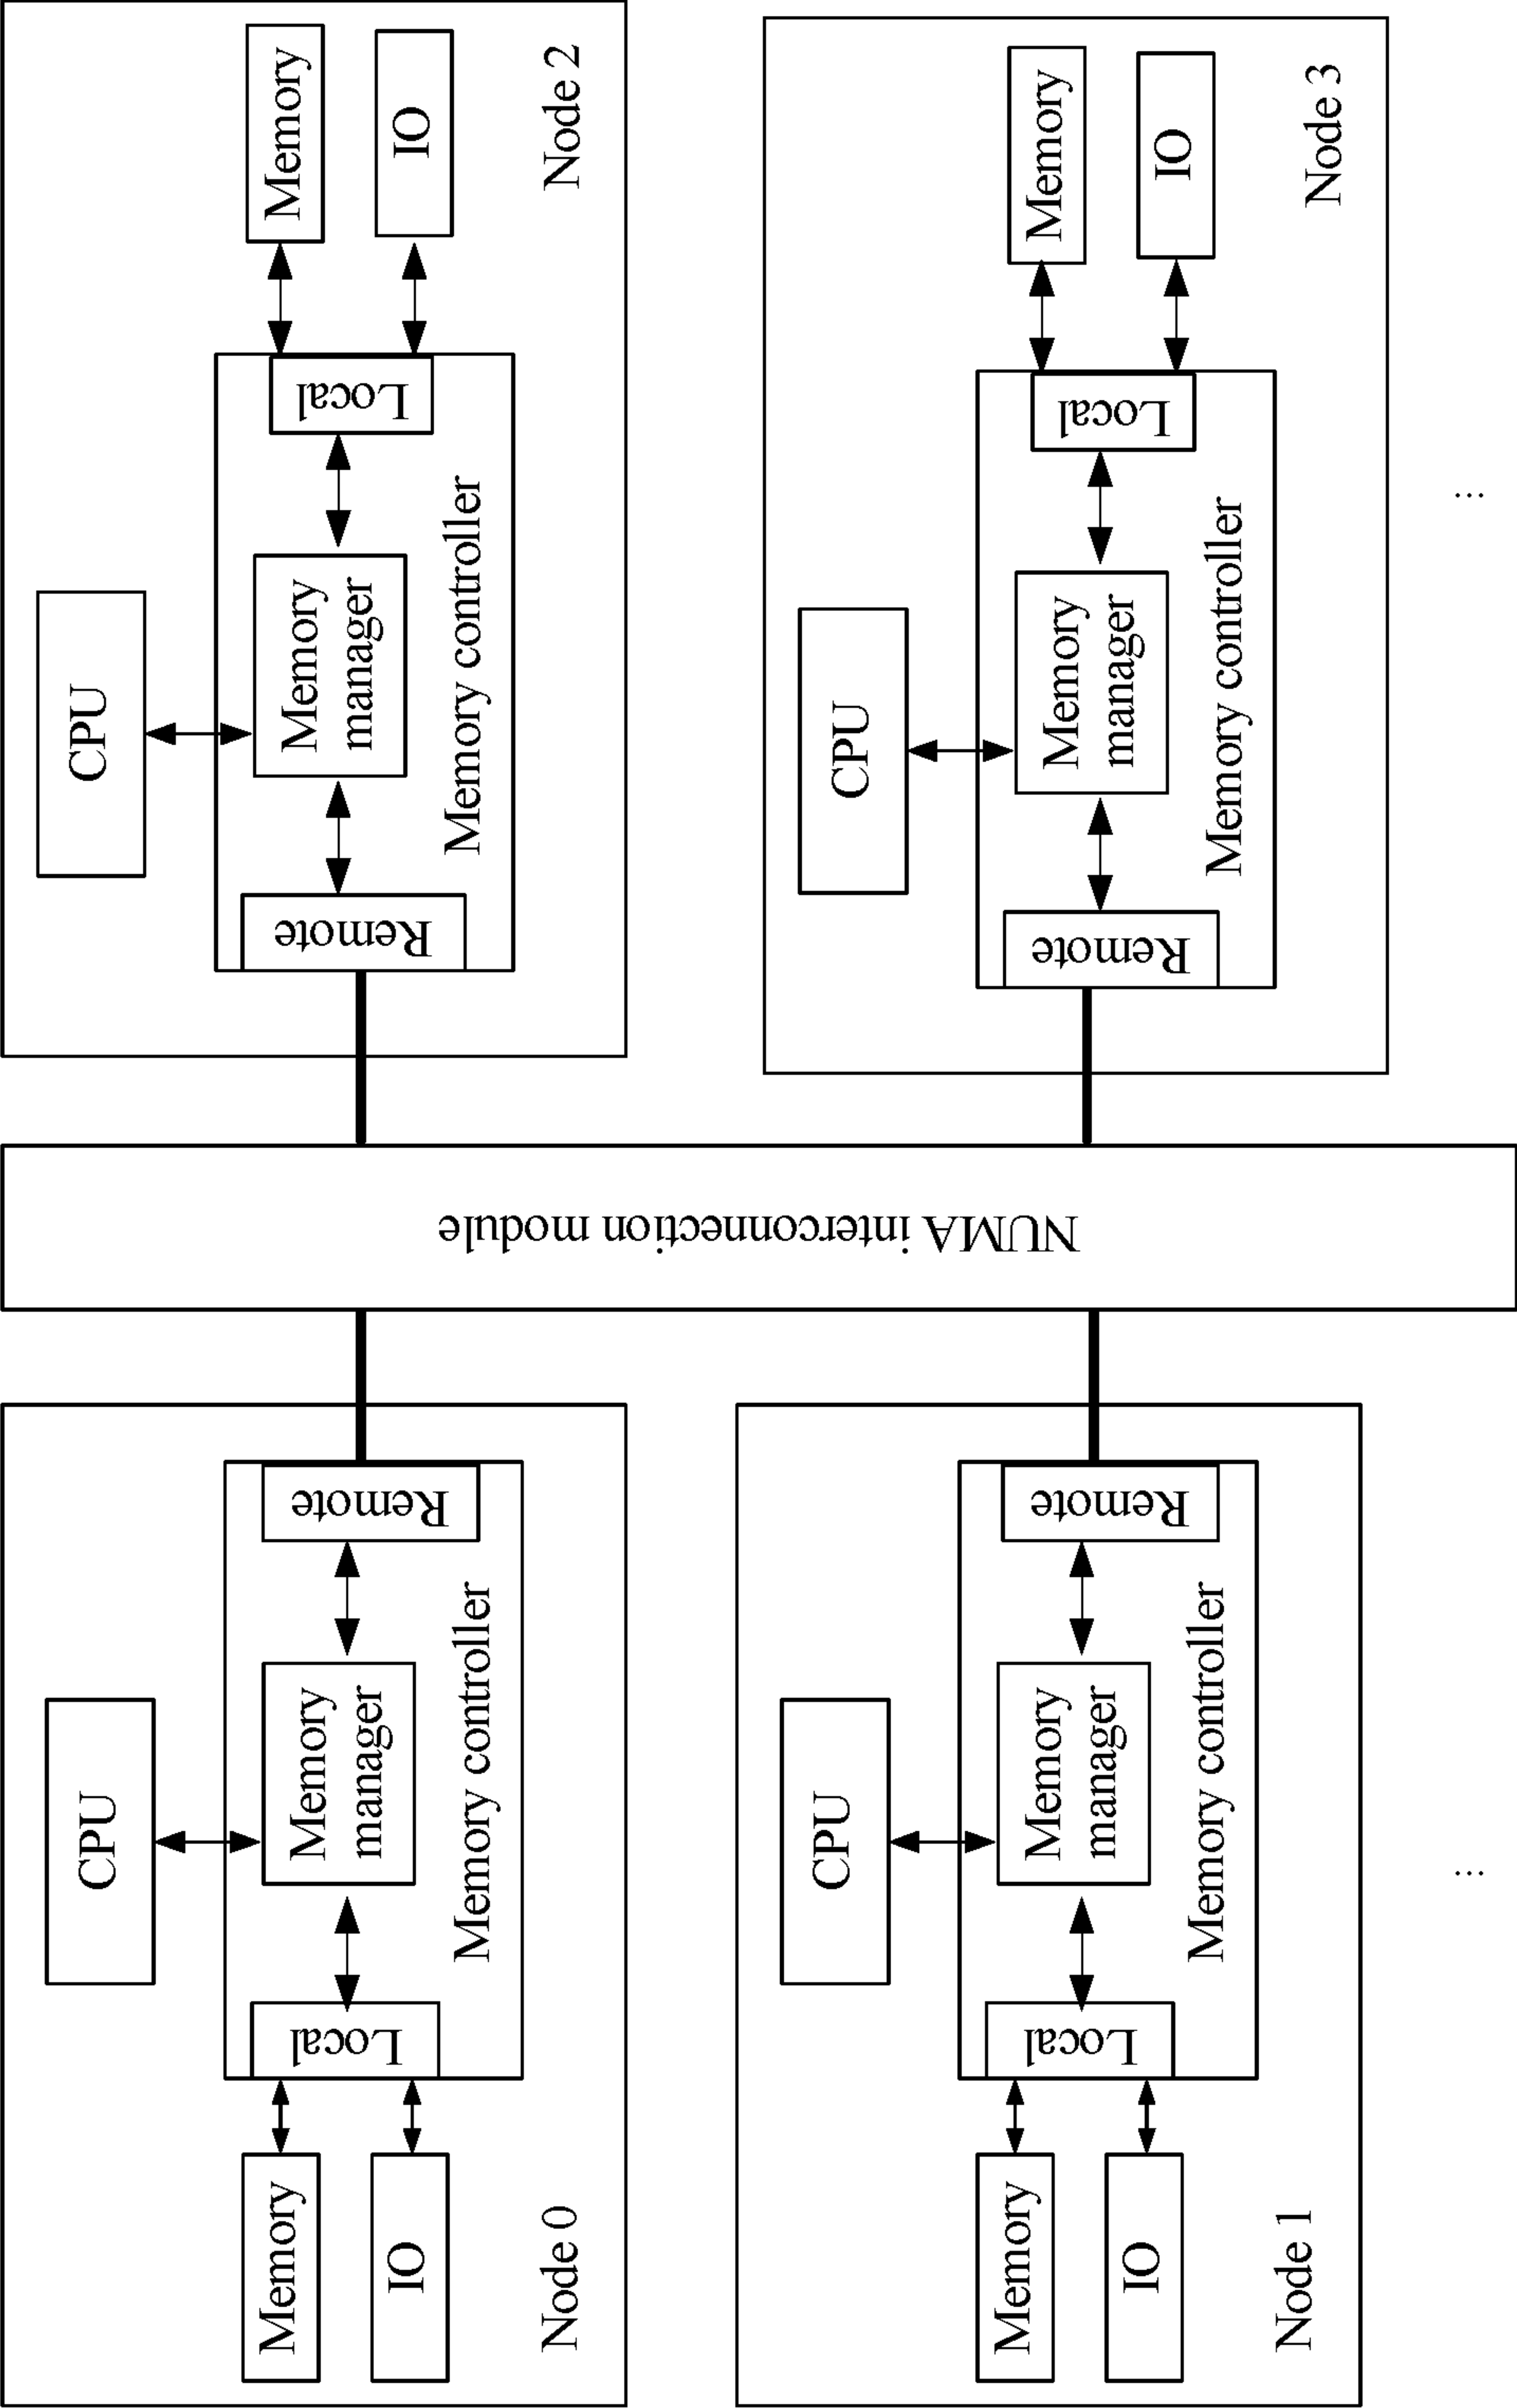 CPU
Memory
manager
Memory controller
Local
Remote
Memory
IO
Node 0
CPU
Memory
manager
Memory controller
Remote
Local
Memory
IO
Node 2
NUMA interconnection module
CPU
Memory
manager
Memory controller
Local
Remote
Memory
IO
Node 1
CPU
Memory
manager
Memory controller
Remote
Local
Memory
IO
Node 3
...
...